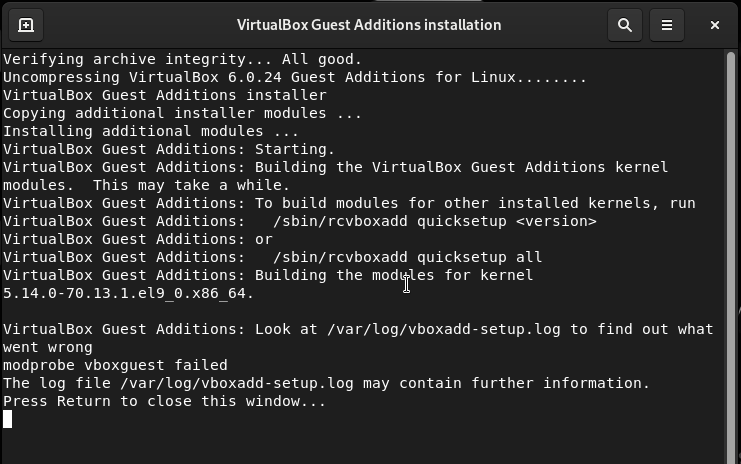 VirtualBox Guest Additions installation
Verifying archive integrity... All good.
Uncompressing VirtualBox 6.0.24 Guest Additions for Linux........
VirtualBox Guest Additions installer
Copying additional installer modules ...
Installing additional modules ...
VirtualBox Guest Additions: Starting.
VirtualBox Guest Additions: Building the VirtualBox Guest Additions kernel
modules.  This may take a while.
VirtualBox Guest Additions: To build modules for other installed kernels, run
VirtualBox Guest Additions:   /sbin/rcvboxadd quicksetup <version>
VirtualBox Guest Additions: or
VirtualBox Guest Additions:   /sbin/rcvboxadd quicksetup all
VirtualBox Guest Additions: Building the modules for kernel
5.14.0-70.13.1.el9_0.x86_64.
VirtualBox Guest Additions: Look at /var/log/vboxadd-setup.log to find out what
went wrong
modprobe vboxguest failed
The log file /var/log/vboxadd-setup.log may contain further information.
Press Return to close this window...